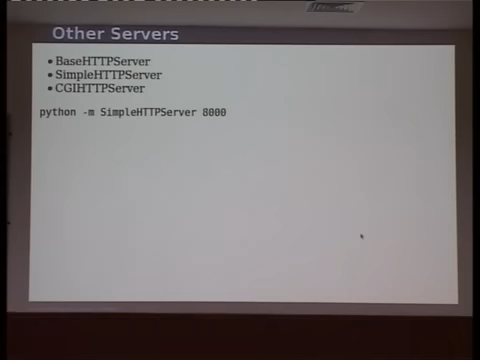 Other Servers
• BaseHTTPServer
• SimpleHTTPServer
• CGIHTTPServer
python -m SimpleHTTPServer 8000